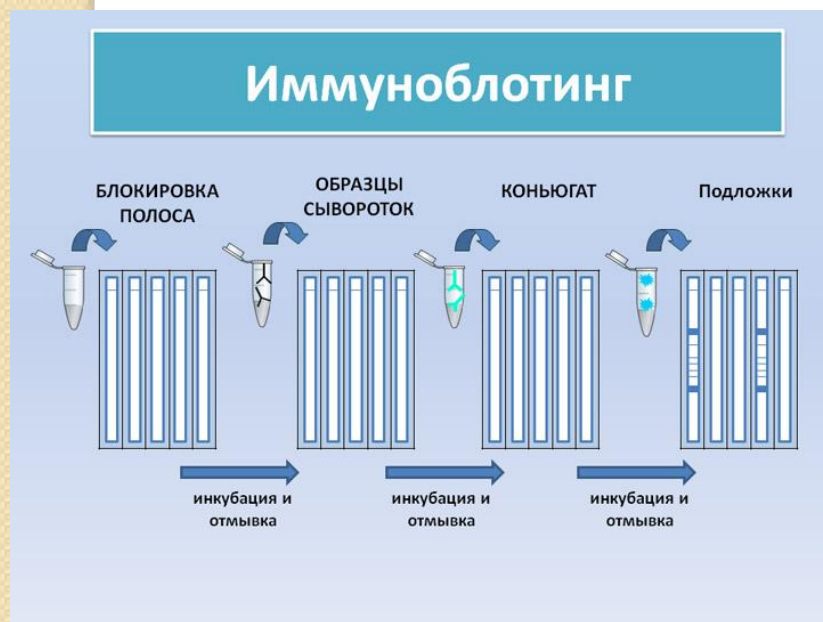 Иммуноблотинг
БЛОКИРОВКА
ПОЛОСА
ОБРАЗЦЫ
СЫВОРОТОК
КОНЬЮГАТ
Подложки
инкубация и
отмывка
инкубация и
отмывка
инкубация и
отмывка